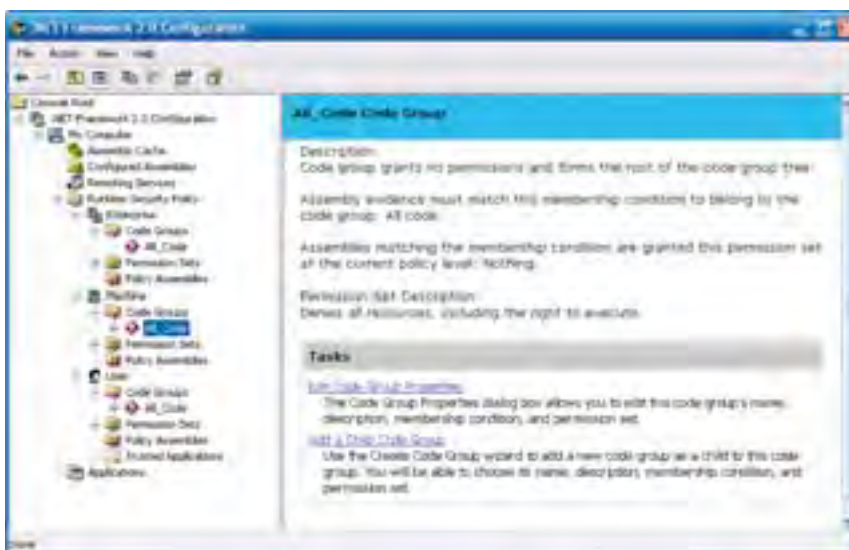 .NET Framework 2.0 Configuration
File Action View Help
Console Root
.NET Framework 2.0 Configuration
My Computer
Assembly Cache
Configured Assemblies
Remoting Services
Runtime Security Policy
Enterprise
Code Groups
All_Code
Permission Sets
Policy Assemblies
Machine
Code Groups
All_Code
Permission Sets
Policy Assemblies
User
Code Groups
All_Code
Permission Sets
Policy Assemblies
Trusted Applications
Applications
All_Code Code Group
Description:
Code group grants no permissions and forms the root of the code group tree.
Assembly evidence must match this membership condition to belong to the
code group: All code.
Assemblies matching the membership condition are granted this permission set
at the current policy level: Nothing.
Permission Set Description:
Denies all resources, including the right to execute.
Tasks
Edit Code Group Properties
The Code Group Properties dialog box allows you to edit this code group's name,
description, membership condition, and permission set.
Add a Child Code Group
Use the Create Code Group wizard to add a new code group as a child to this code
group. You will be able to choose its name, description, membership condition, and
permission set.